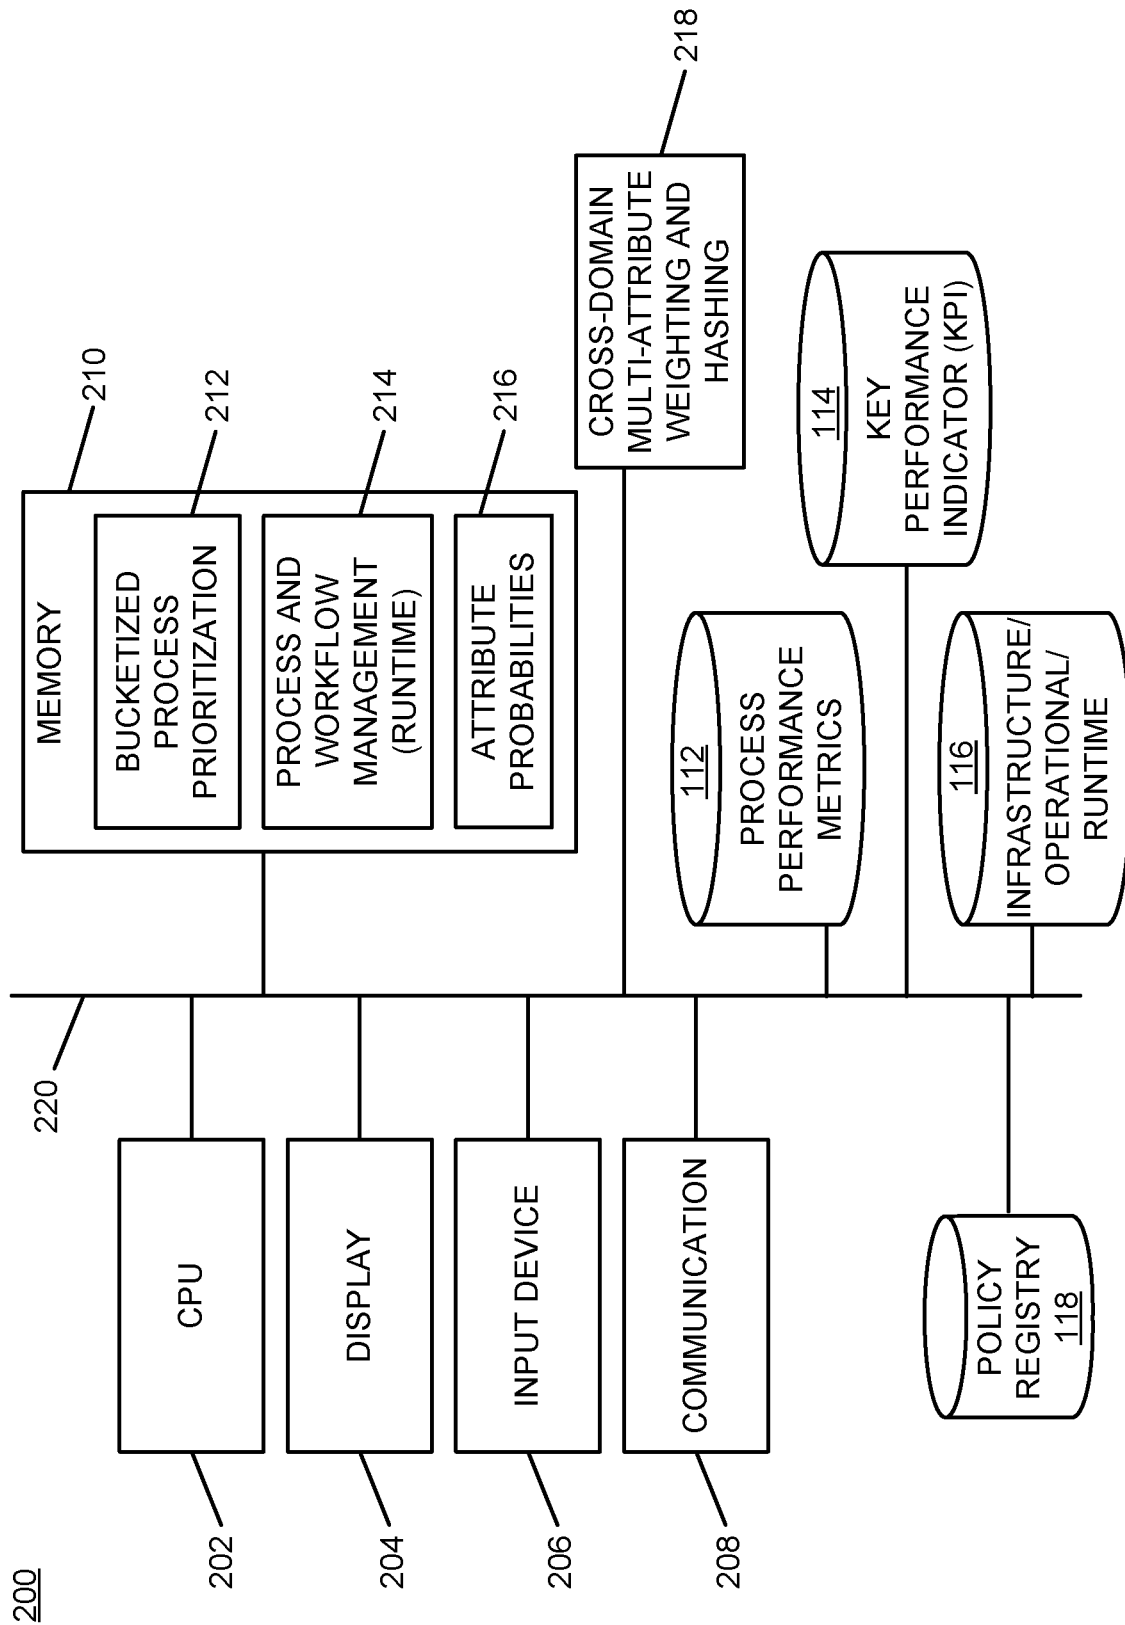 200
202
CPU
204
DISPLAY
206
INPUT DEVICE
208
COMMUNICATION
POLICY
REGISTRY
118
220
MEMORY
210
BUCKETIZED
PROCESS
PRIORITIZATION
212
PROCESS AND
WORKFLOW
MANAGEMENT
(RUNTIME)
214
ATTRIBUTE
PROBABILITIES
216
CROSS-DOMAIN
MULTI-ATTRIBUTE
WEIGHTING AND
HASHING
218
112
PROCESS
PERFORMANCE
METRICS
114
KEY
PERFORMANCE
INDICATOR (KPI)
116
INFRASTRUCTURE/
OPERATIONAL/
RUNTIME